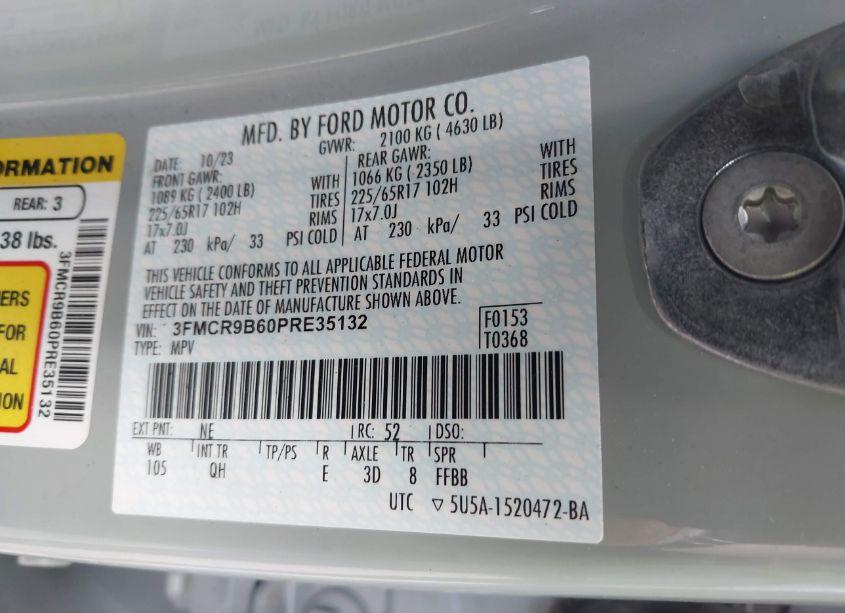 ORMATION
REAR: 3
38 lbs.
ERS
FOR
AL
ION
3FMCR9B60PRE35132
MFD. BY FORD MOTOR CO.
DATE: 10/23 GVWR: 2100 KG ( 4630 LB)
FRONT GAWR: REAR GAWR:
1089 KG ( 2400 LB) WITH 1066 KG ( 2350 LB) WITH
225/65R17 102H TIRES 225/65R17 102H TIRES
17x7.0J RIMS 17x7.0J RIMS
AT 230 kPa/ 33 PSI COLD AT 230 kPa/ 33 PSI COLD
THIS VEHICLE CONFORMS TO ALL APPLICABLE FEDERAL MOTOR
VEHICLE SAFETY AND THEFT PREVENTION STANDARDS IN
EFFECT ON THE DATE OF MANUFACTURE SHOWN ABOVE.
VIN: 3FMCR9B60PRE35132 F0153
TYPE: MPV T0368
EXT PNT: NE RC: 52 DSO:
WB INT TR TP/PS R AXLE TR SPR
105 QH E 3D 8 FFBB
UTC ▽ 5U5A-1520472-BA